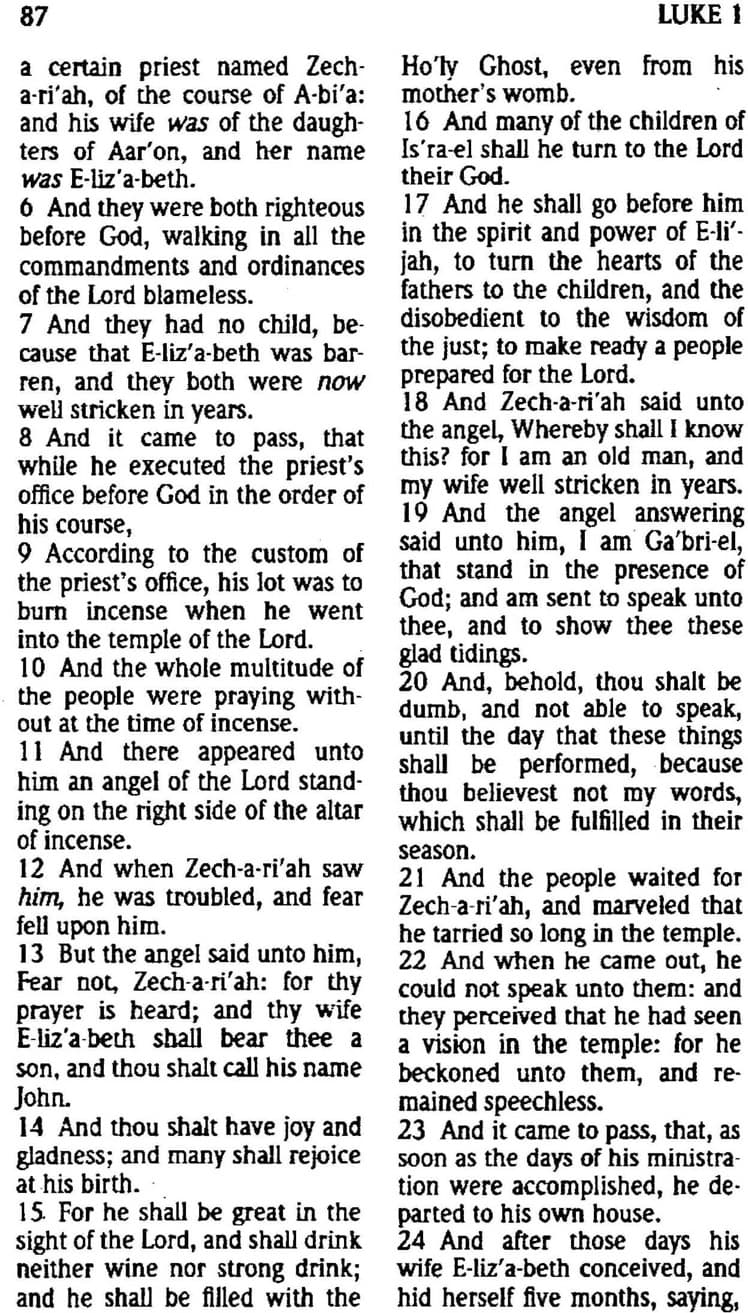 87
LUKE 1
a certain priest named Zech-
a-ri'ah, of the course of A-bi'a:
and his wife was of the daugh-
ters of Aar'on, and her name
was E-liz'a-beth.
6 And they were both righteous
before God, walking in all the
commandments and ordinances
of the Lord blameless.
7 And they had no child, be-
cause that E-liz'a-beth was bar-
ren, and they both were now
well stricken in years.
8 And it came to pass, that
while he executed the priest's
office before God in the order of
his course,
9 According to the custom of
the priest's office, his lot was to
burn incense when he went
into the temple of the Lord.
10 And the whole multitude of
the people were praying with-
out at the time of incense.
11 And there appeared unto
him an angel of the Lord stand-
ing on the right side of the altar
of incense.
12 And when Zech-a-ri'ah saw
him, he was troubled, and fear
fell upon him.
13 But the angel said unto him,
Fear not, Zech-a-ri'ah: for thy
prayer is heard; and thy wife
E-liz'a-beth shall bear thee a
son, and thou shalt call his name
John.
14 And thou shalt have joy and
gladness; and many shall rejoice
at his birth.
15 For he shall be great in the
sight of the Lord, and shall drink
neither wine nor strong drink;
and he shall be filled with the
Ho'ly Ghost, even from his
mother's womb.
16 And many of the children of
Is'ra-el shall he turn to the Lord
their God.
17 And he shall go before him
in the spirit and power of E-li'-
jah, to turn the hearts of the
fathers to the children, and the
disobedient to the wisdom of
the just; to make ready a people
prepared for the Lord.
18 And Zech-a-ri'ah said unto
the angel, Whereby shall I know
this? for I am an old man, and
my wife well stricken in years.
19 And the angel answering
said unto him, I am Ga'bri-el,
that stand in the presence of
God; and am sent to speak unto
thee, and to show thee these
glad tidings.
20 And, behold, thou shalt be
dumb, and not able to speak,
until the day that these things
shall be performed, because
thou believest not my words,
which shall be fulfilled in their
season.
21 And the people waited for
Zech-a-ri'ah, and marveled that
he tarried so long in the temple.
22 And when he came out, he
could not speak unto them: and
they perceived that he had seen
a vision in the temple: for he
beckoned unto them, and re-
mained speechless.
23 And it came to pass, that, as
soon as the days of his ministra-
tion were accomplished, he de-
parted to his own house.
24 And after those days his
wife E-liz'a-beth conceived, and
hid herself five months, saying,